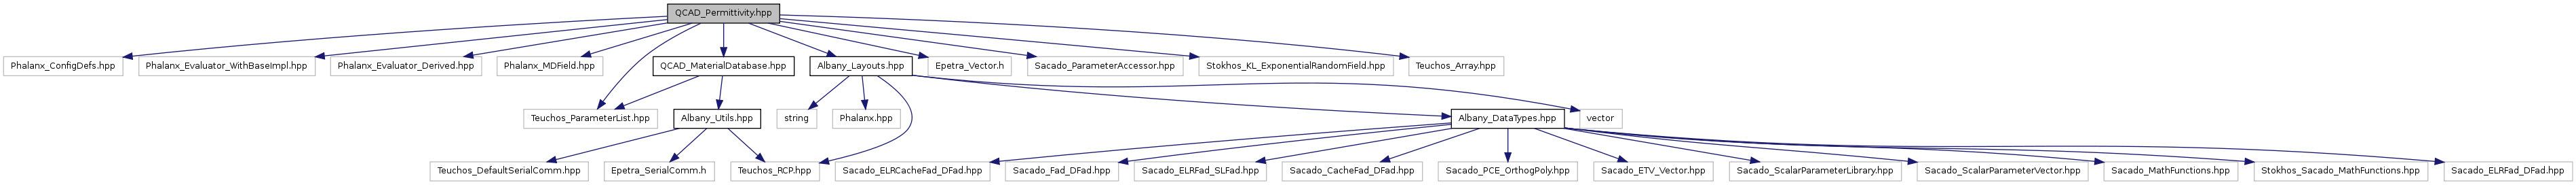 QCAD_Permittivity.hpp
Phalanx_ConfigDefs.hpp
Phalanx_Evaluator_WithBaseImpl.hpp
Phalanx_Evaluator_Derived.hpp
Phalanx_MDField.hpp
QCAD_MaterialDatabase.hpp
Albany_Layouts.hpp
Epetra_Vector.h
Sacado_ParameterAccessor.hpp
Stokhos_KL_ExponentialRandomField.hpp
Teuchos_Array.hpp
Teuchos_ParameterList.hpp
Albany_Utils.hpp
string
Phalanx.hpp
Albany_DataTypes.hpp
vector
Teuchos_DefaultSerialComm.hpp
Epetra_SerialComm.h
Teuchos_RCP.hpp
Sacado_ELRCacheFad_DFad.hpp
Sacado_Fad_DFad.hpp
Sacado_ELRFad_SLFad.hpp
Sacado_CacheFad_DFad.hpp
Sacado_PCE_OrthogPoly.hpp
Sacado_ETV_Vector.hpp
Sacado_ScalarParameterLibrary.hpp
Sacado_ScalarParameterVector.hpp
Sacado_MathFunctions.hpp
Stokhos_Sacado_MathFunctions.hpp
Sacado_ELRFad_DFad.hpp